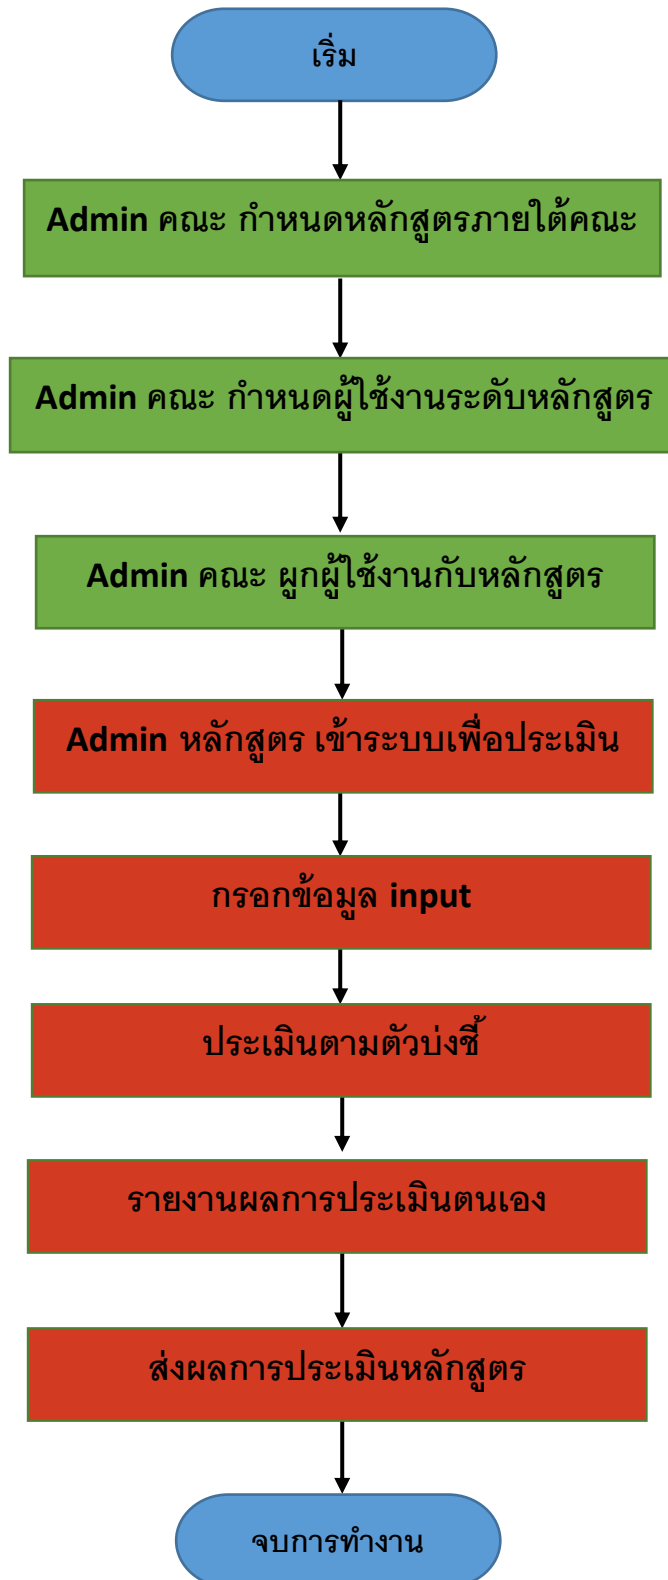 เริ่ม
Admin คณะ กำหนดหลักสูตรภายใต้คณะ
Admin คณะ กำหนดผู้ใช้งานระดับหลักสูตร
Admin คณะ ผูกผู้ใช้งานกับหลักสูตร
Admin หลักสูตร เข้าระบบเพื่อประเมิน
กรอกข้อมูล input
ประเมินตามตัวบ่งชี้
รายงานผลการประเมินตนเอง
ส่งผลการประเมินหลักสูตร
จบการทำงาน